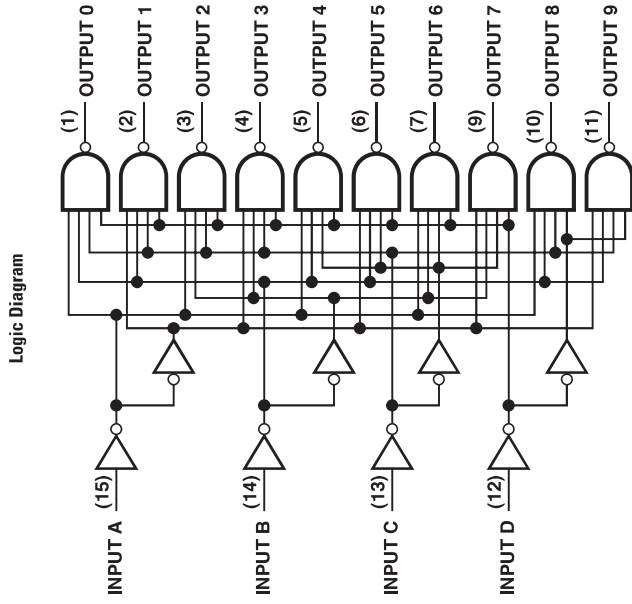 Logic Diagram
(1) OUTPUT 0
(2) OUTPUT 1
(3) OUTPUT 2
(4) OUTPUT 3
(5) OUTPUT 4
(6) OUTPUT 5
(7) OUTPUT 6
(9) OUTPUT 7
(10) OUTPUT 8
(11) OUTPUT 9
INPUT A (15)
INPUT B (14)
INPUT C (13)
INPUT D (12)